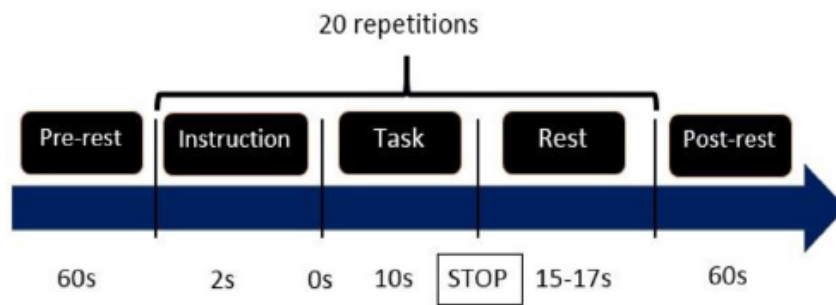 20 repetitions
Pre-rest Instruction Task Rest Post-rest
60s 2s 0s 10s STOP 15-17s 60s